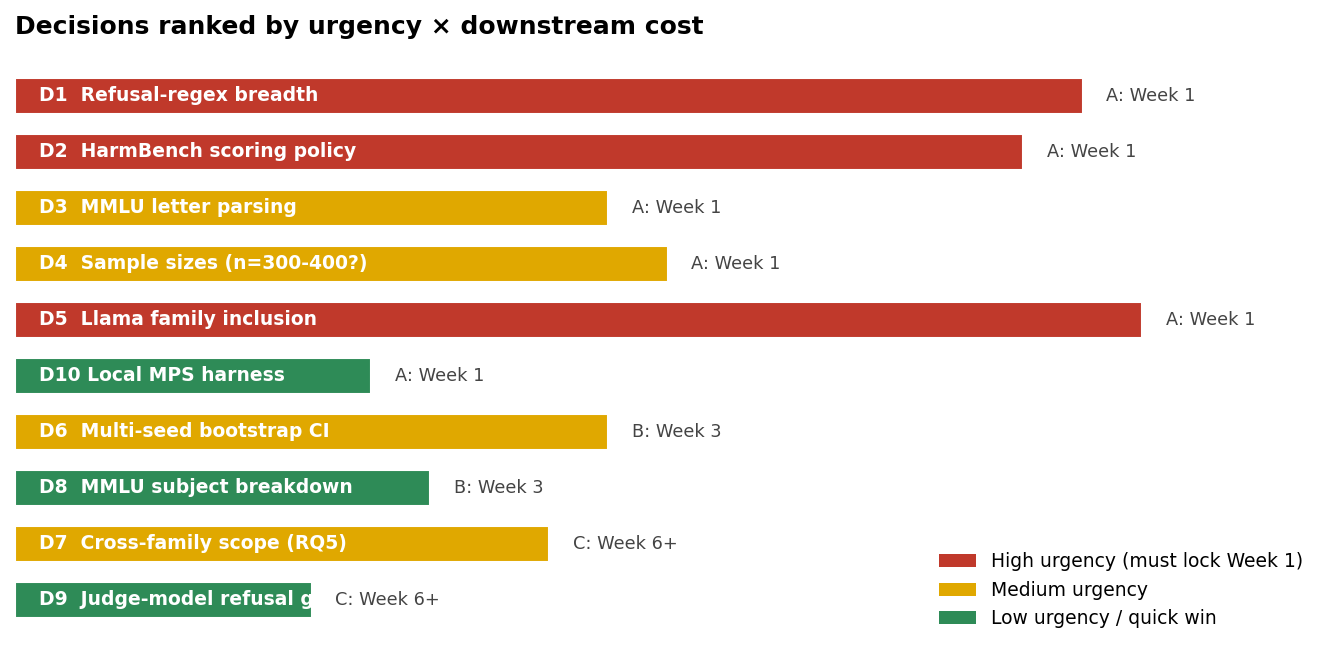 Decisions ranked by urgency × downstream cost
D1 Refusal-regex breadth A: Week 1
D2 HarmBench scoring policy A: Week 1
D3 MMLU letter parsing A: Week 1
D4 Sample sizes (n=300-400?) A: Week 1
D5 Llama family inclusion A: Week 1
D10 Local MPS harness A: Week 1
D6 Multi-seed bootstrap CI B: Week 3
D8 MMLU subject breakdown B: Week 3
D7 Cross-family scope (RQ5) C: Week 6+
D9 Judge-model refusal g C: Week 6+
High urgency (must lock Week 1)
Medium urgency
Low urgency / quick win